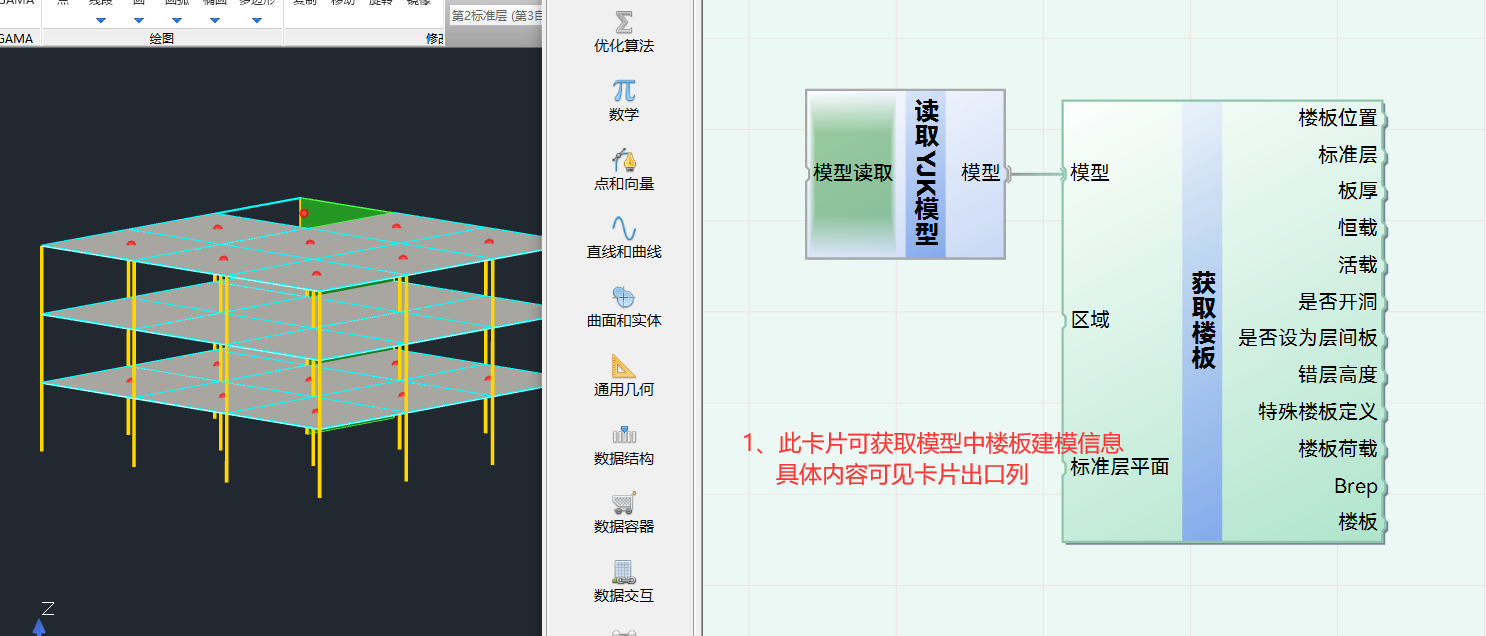 GAMA
点 线段 圆 圆弧 椭圆 多边形
复制 移动 旋转 镜像
第2标准层 (第3自
GAMA
绘图
修改
Z
优化算法
数学
点和向量
直线和曲线
曲面和实体
通用几何
数据结构
数据容器
数据交互
模型读取
读取YJK模型
模型
模型
区域
标准层平面
获取楼板
楼板位置
标准层
板厚
恒载
活载
是否开洞
是否设为层间板
错层高度
特殊楼板定义
楼板荷载
Brep
楼板
1、此卡片可获取模型中楼板建模信息
具体内容可见卡片出口列